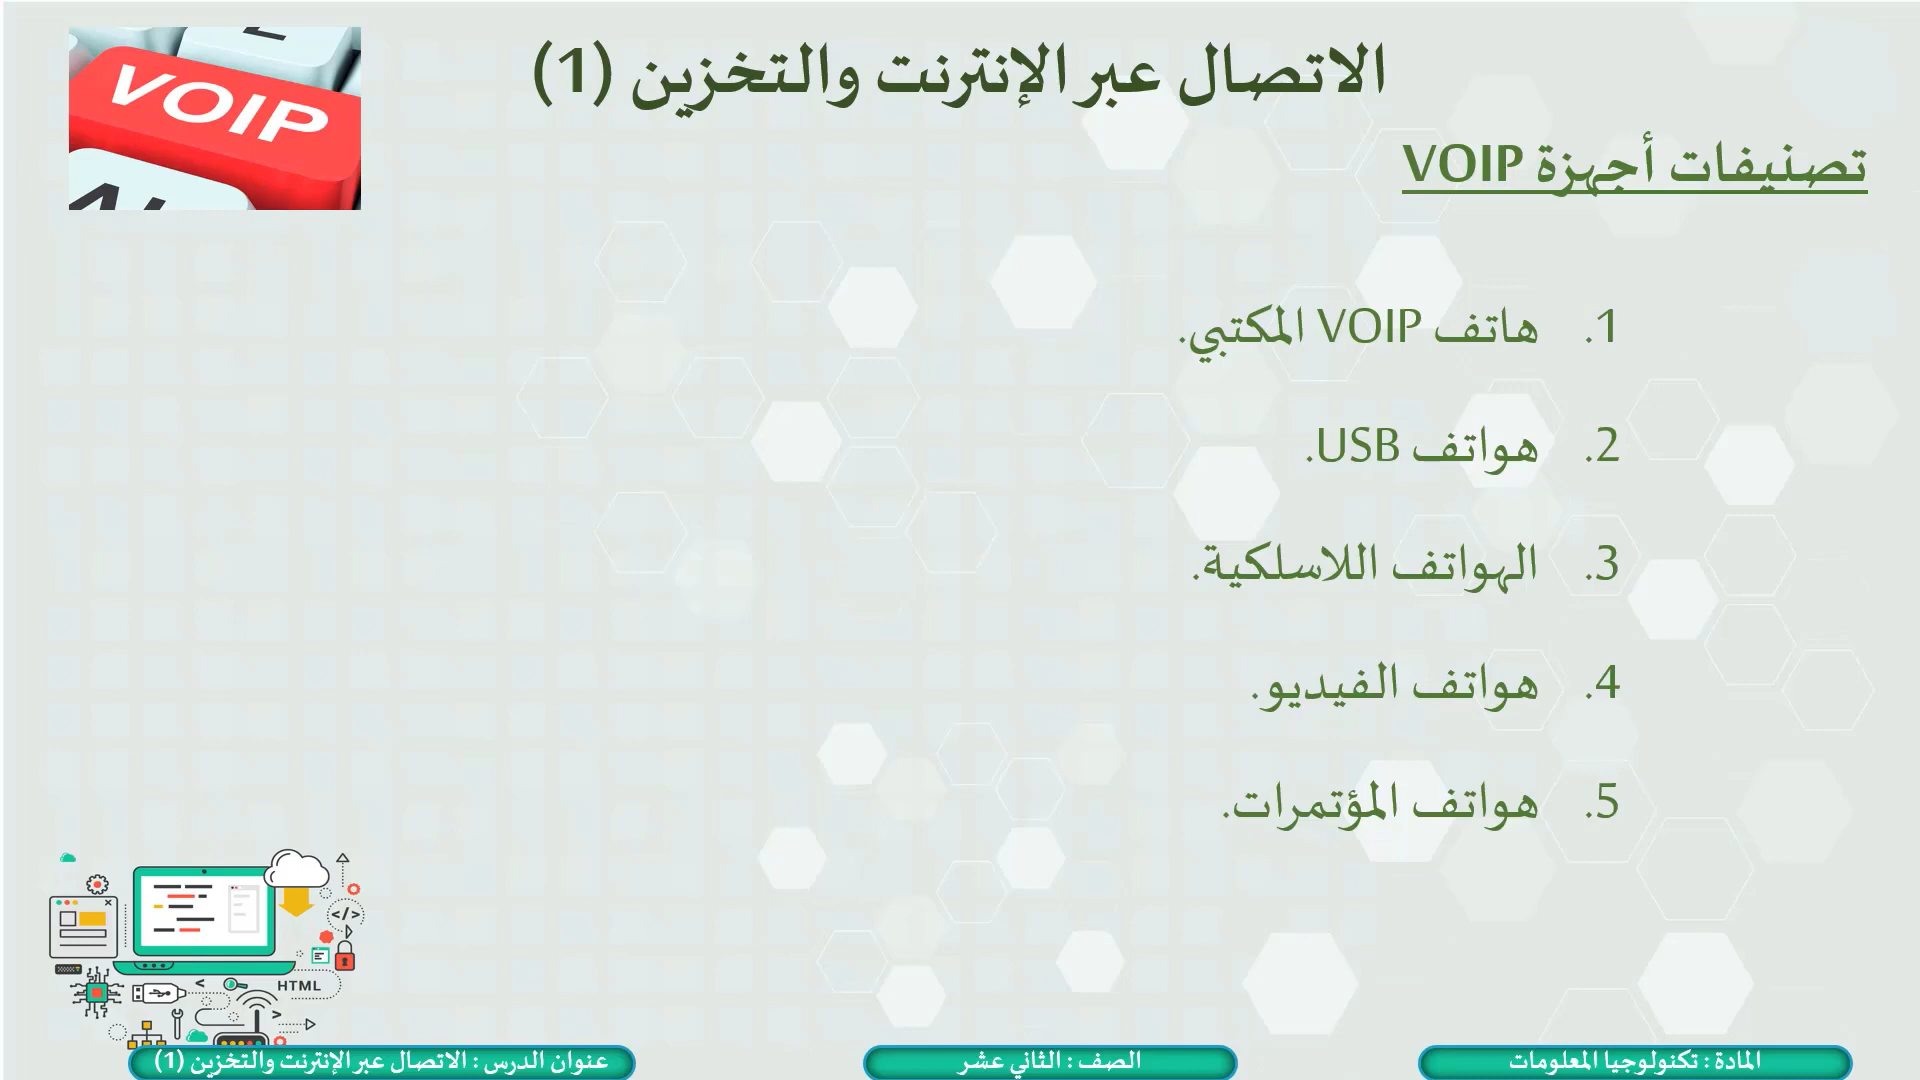 الاتصال عبر الإنترنت والتخزين (1)
VOIP
تصنيفات أجهزة VOIP
1. هاتف VOIP المكتبي.
2. هواتف USB.
3. الهواتف اللاسلكية.
4. هواتف الفيديو.
5. هواتف المؤتمرات.
</>
HTML
المادة : تكنولوجيا المعلومات
الصف : الثاني عشر
عنوان الدرس : الاتصال عبر الإنترنت والتخزين (1)